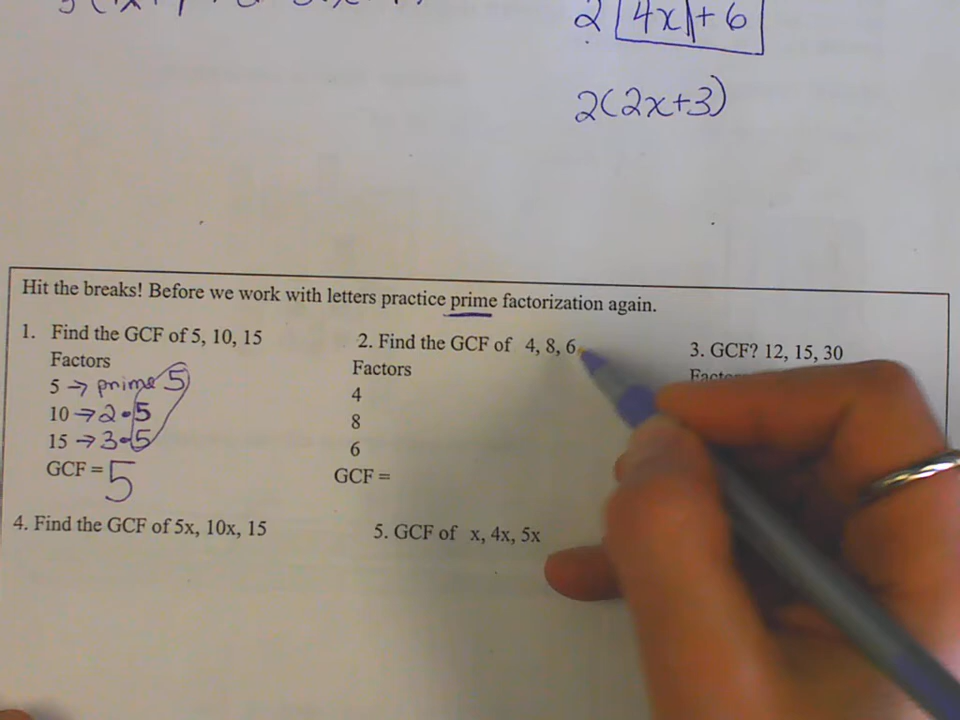 2 4x + 6
2(2x+3)
Hit the breaks! Before we work with letters practice prime factorization again.
1. Find the GCF of 5, 10, 15
Factors
5 → prime 5
10 → 2 • 5
15 → 3 • 5
GCF = 5
2. Find the GCF of 4, 8, 6
Factors
4
8
6
GCF =
3. GCF? 12, 15, 30
4. Find the GCF of 5x, 10x, 15
5. GCF of x, 4x, 5x